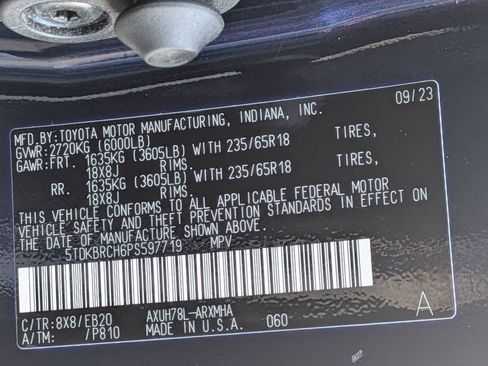 MFD.BY:TOYOTA MOTOR MANUFACTURING, INDIANA, INC. 09/23
GVWR:2720KG (6000LB)
GAWR:FRT. 1635KG (3605LB) WITH 235/65R18 TIRES,
18X8J RIMS.
RR. 1635KG (3605LB) WITH 235/65R18 TIRES,
18X8J RIMS.
THIS VEHICLE CONFORMS TO ALL APPLICABLE FEDERAL MOTOR
VEHICLE SAFETY AND THEFT PREVENTION STANDARDS IN EFFECT ON
THE DATE OF MANUFACTURE SHOWN ABOVE.
5TDKBRCH6PS597719 MPV
C/TR:8X8/EB20 AXUH78L-ARXMHA
A/TM: /P810 MADE IN U.S.A. 060 A